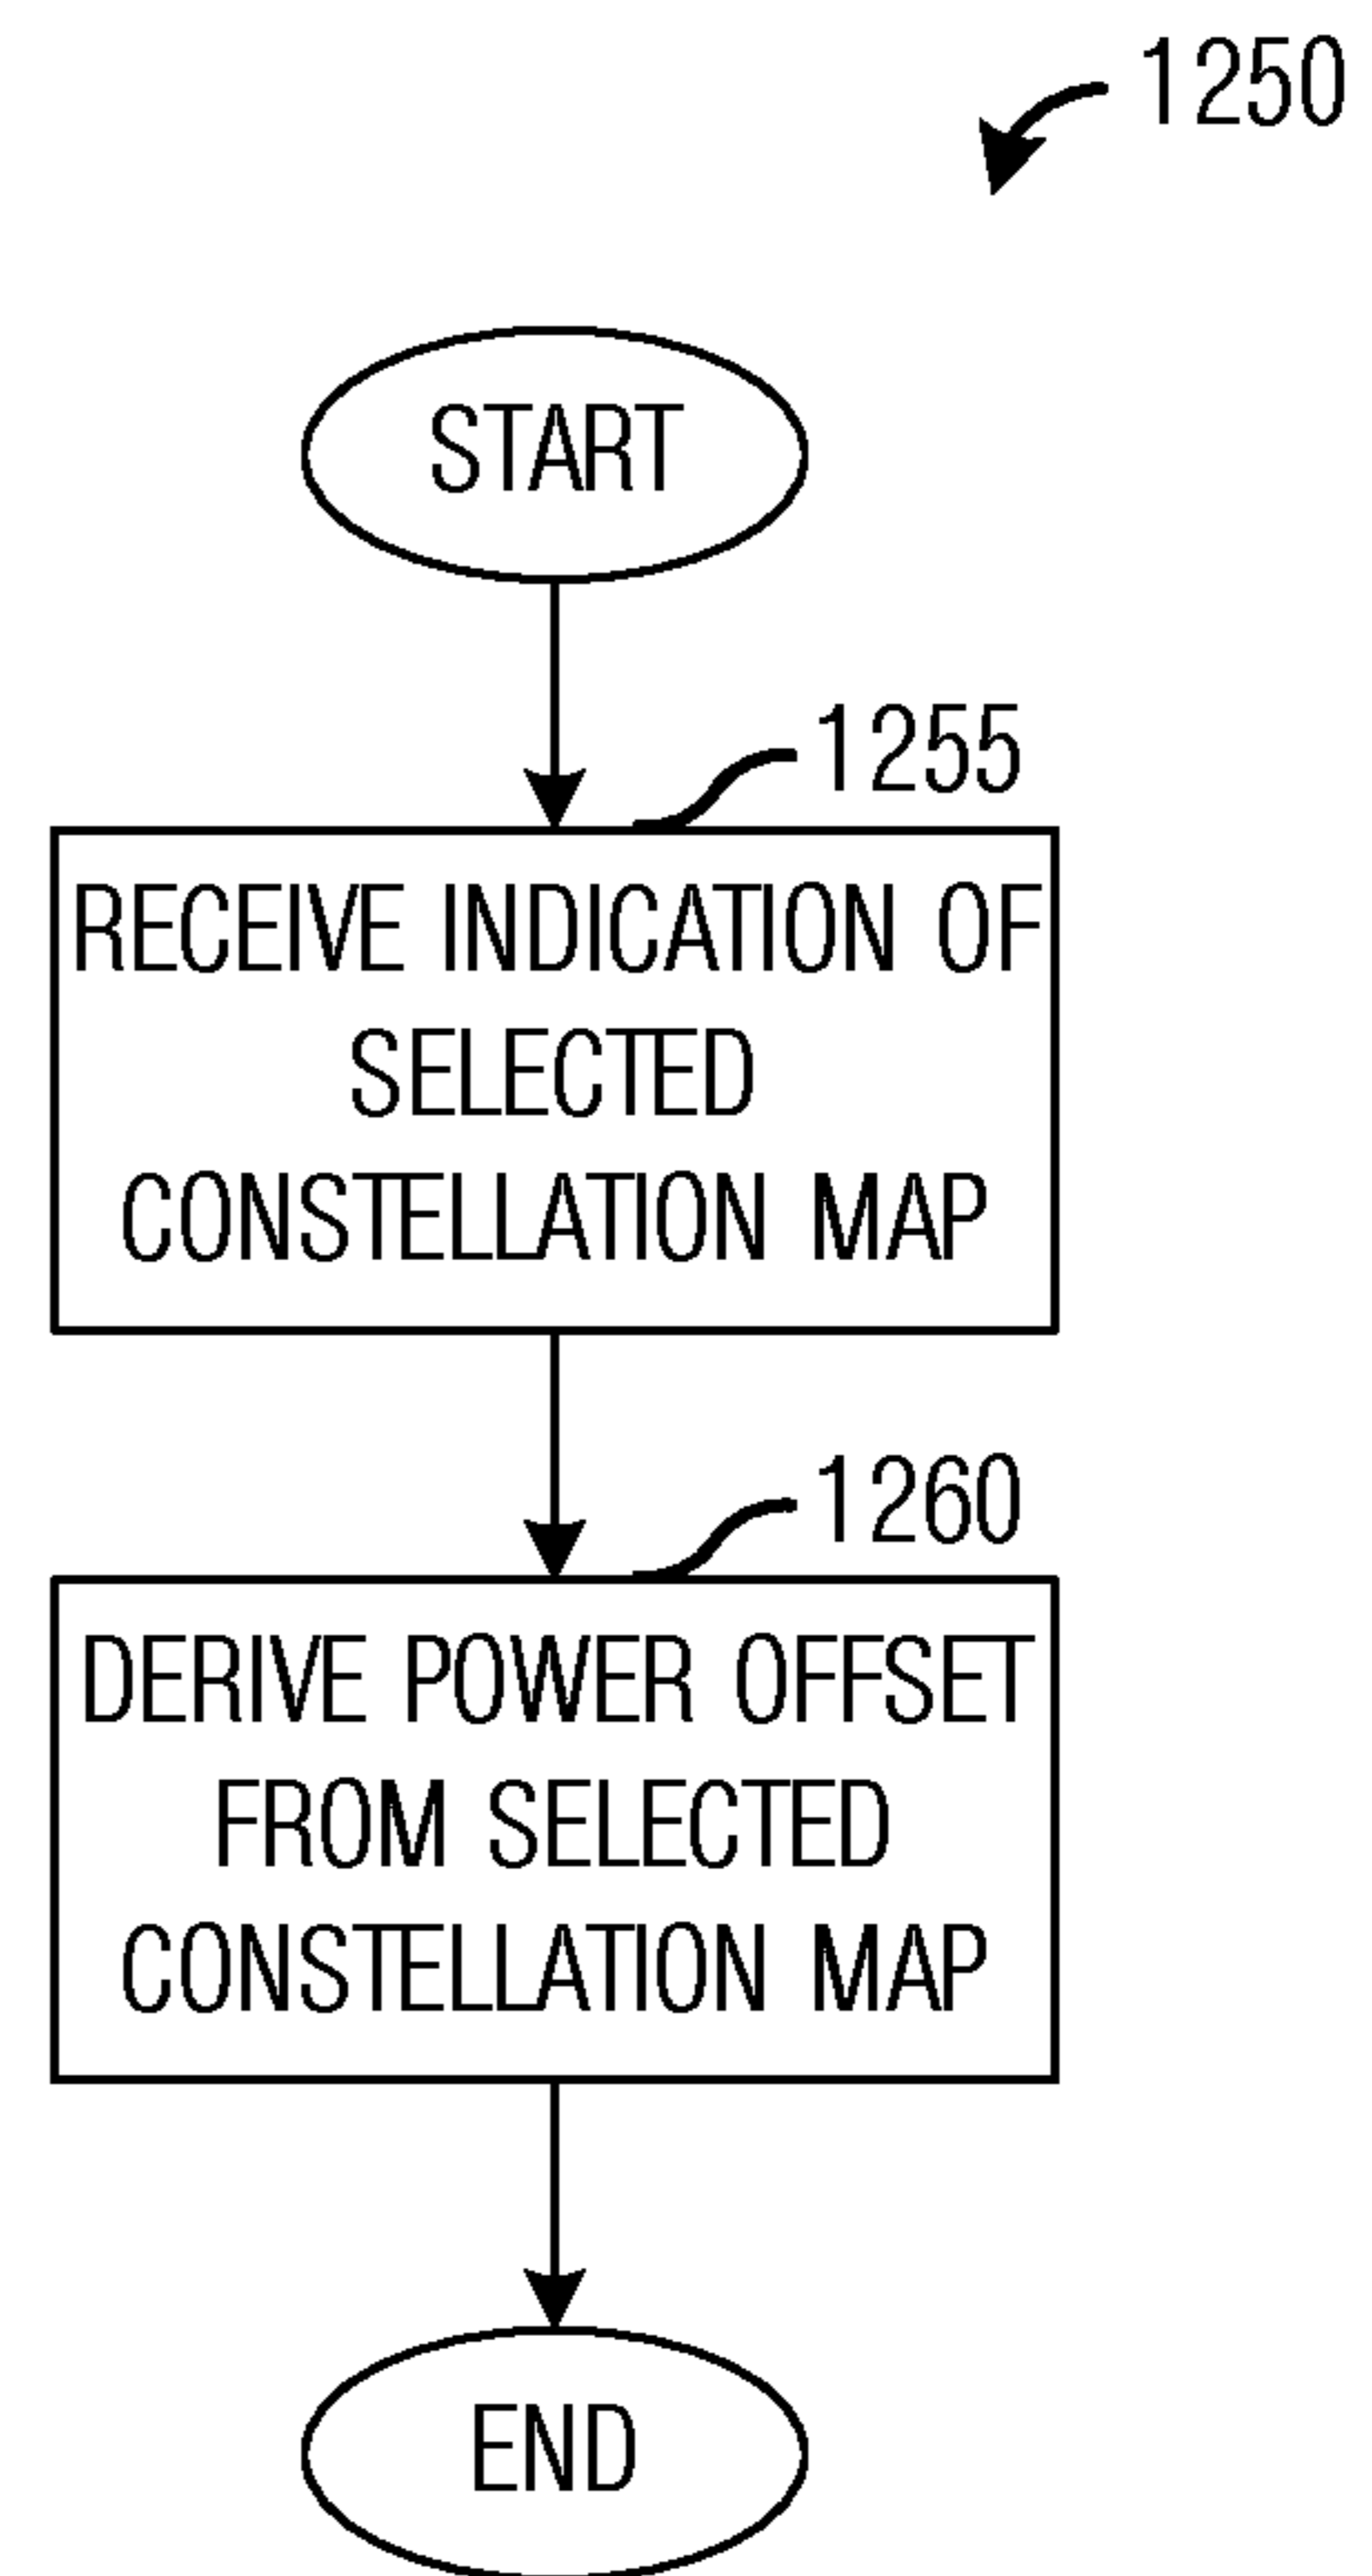 1250
START
1255
RECEIVE INDICATION OF
SELECTED
CONSTELLATION MAP
1260
DERIVE POWER OFFSET
FROM SELECTED
CONSTELLATION MAP
END